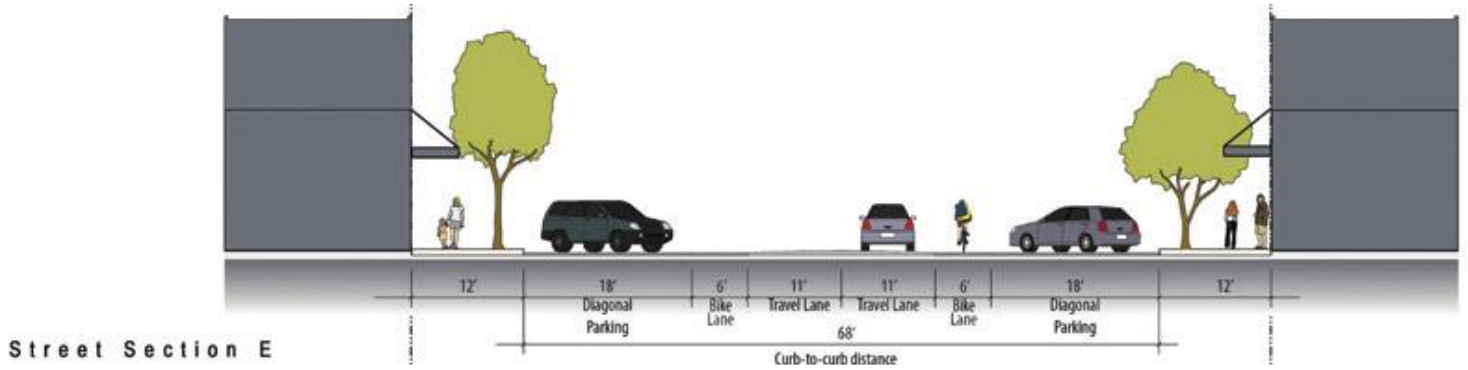 12' 18' 6' 11' 11' 6' 18' 12'
Diagonal Bike Travel Lane Travel Lane Bike Diagonal
Parking Lane Lane Parking
68'
Street Section E
Curb-to-curb distance